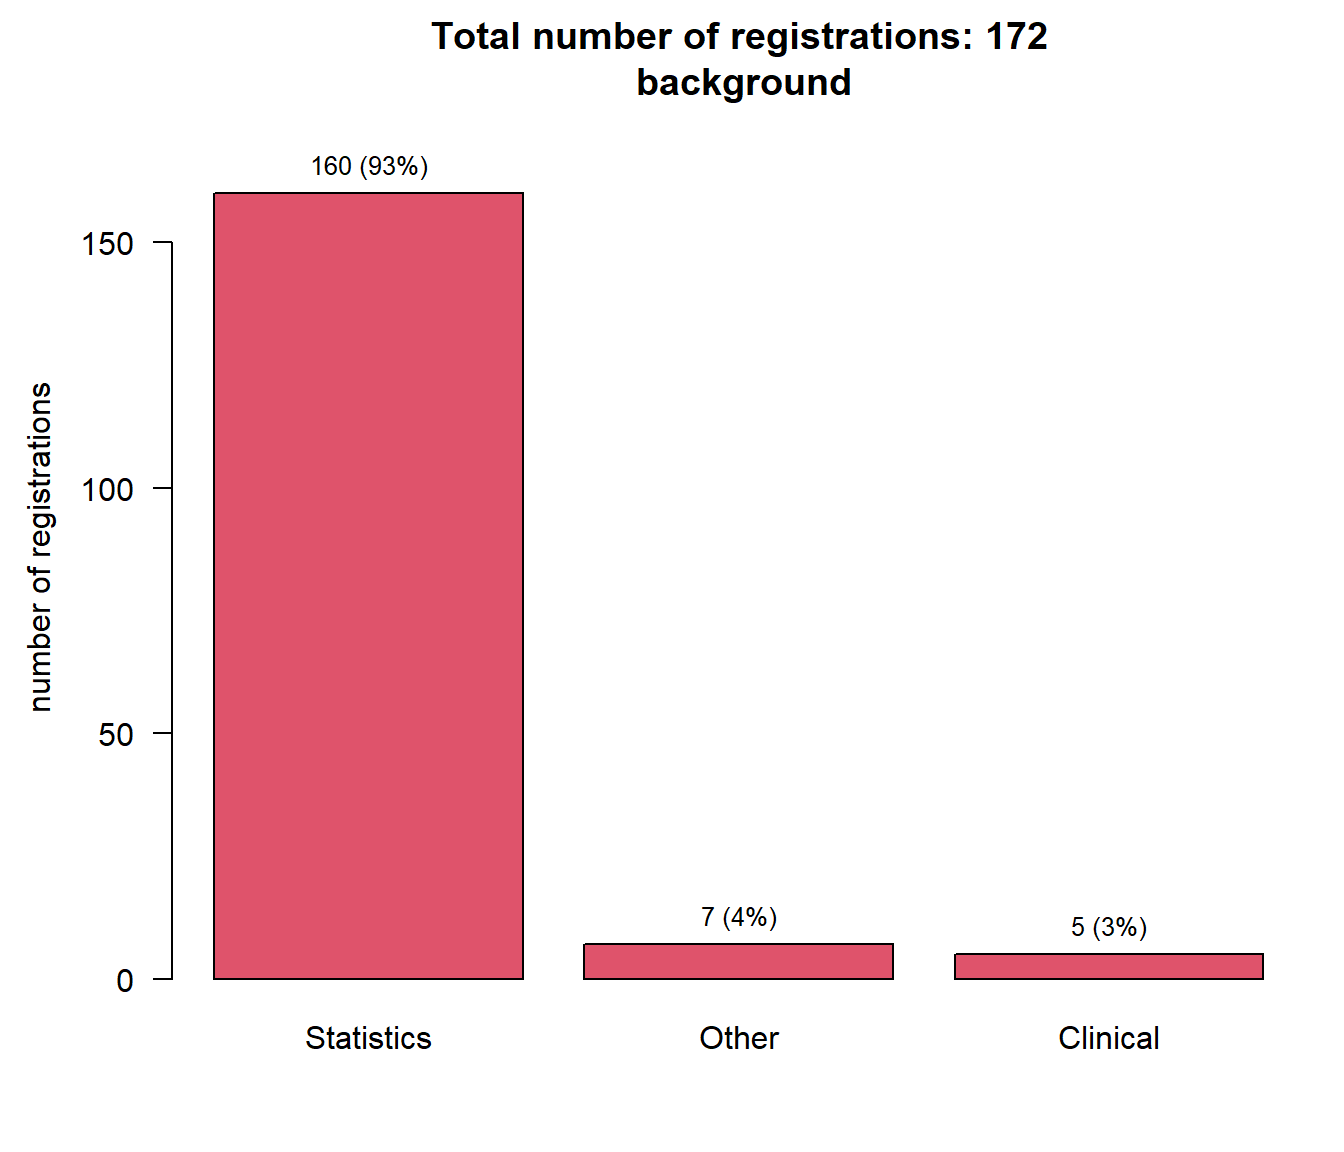 Total number of registrations: 172
background
160 (93%)
150
100
50
0
number of registrations
7 (4%)
5 (3%)
Statistics
Other
Clinical